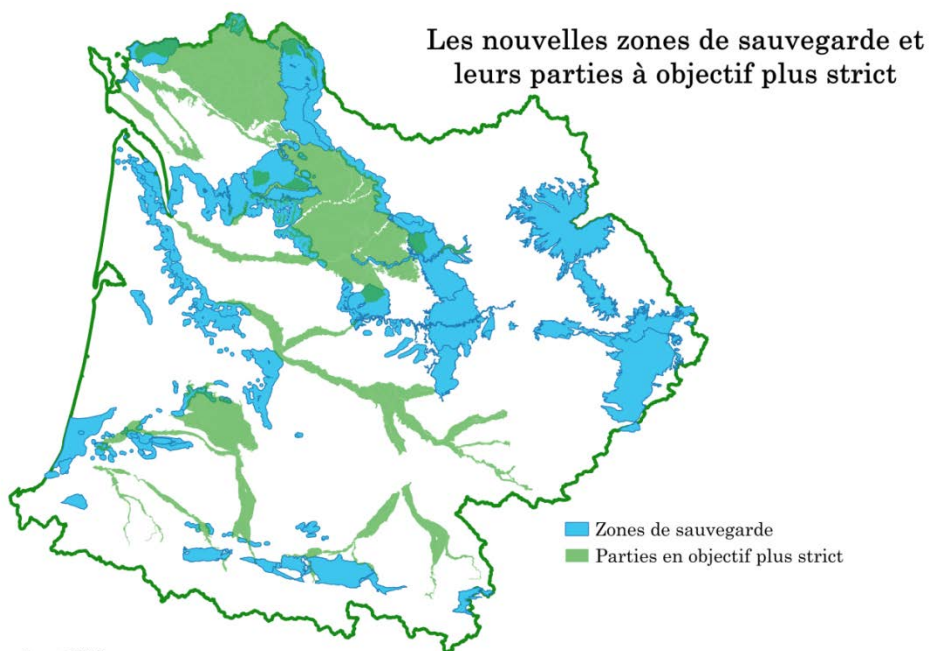 Les nouvelles zones de sauvegarde et
leurs parties à objectif plus strict
Zones de sauvegarde
Parties en objectif plus strict